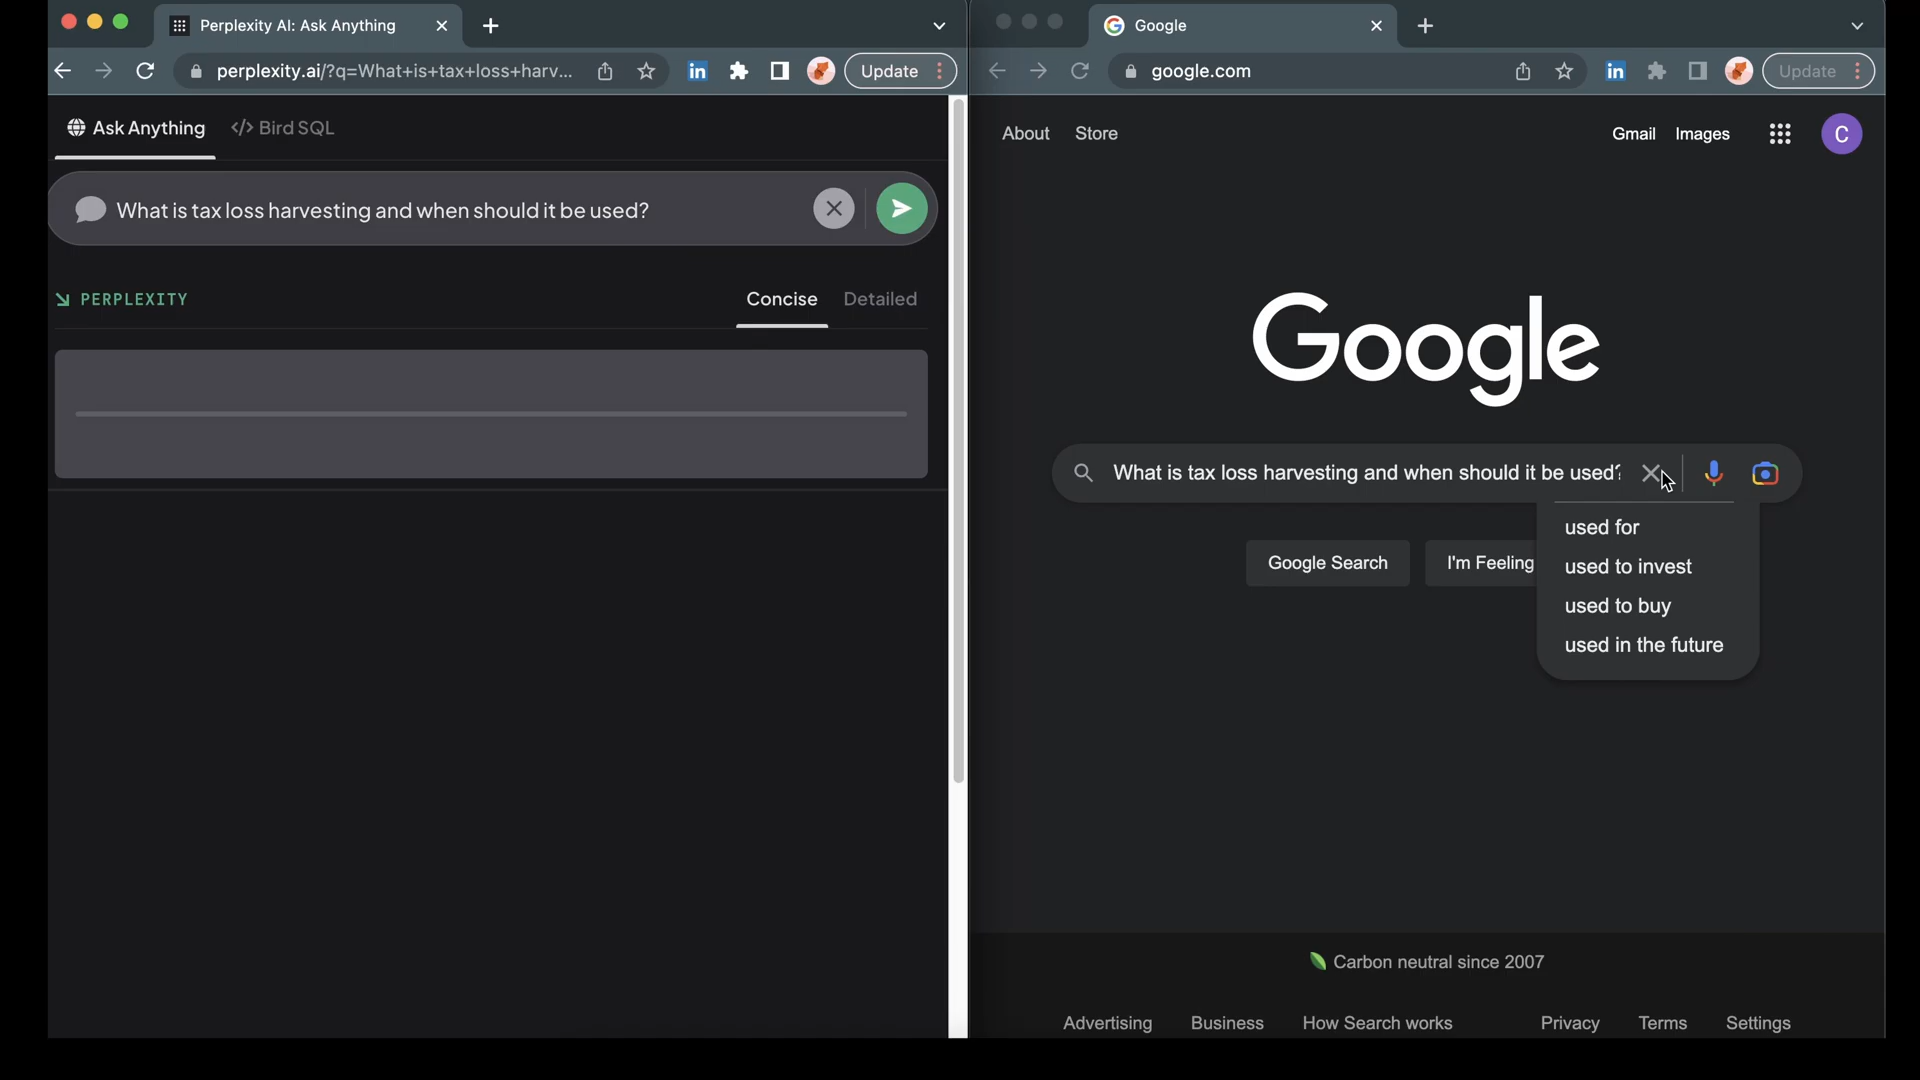 Perplexity AI: Ask Anything
perplexity.ai/?q=What+is+tax+loss+harv...
in
Update
Ask Anything
</> Bird SQL
What is tax loss harvesting and when should it be used?
PERPLEXITY
Concise
Detailed
Google
google.com
in
Update
About
Store
Gmail
Images
C
Google
What is tax loss harvesting and when should it be used?
used for
used to invest
used to buy
used in the future
Google Search
I'm Feeling
Carbon neutral since 2007
Advertising
Business
How Search works
Privacy
Terms
Settings